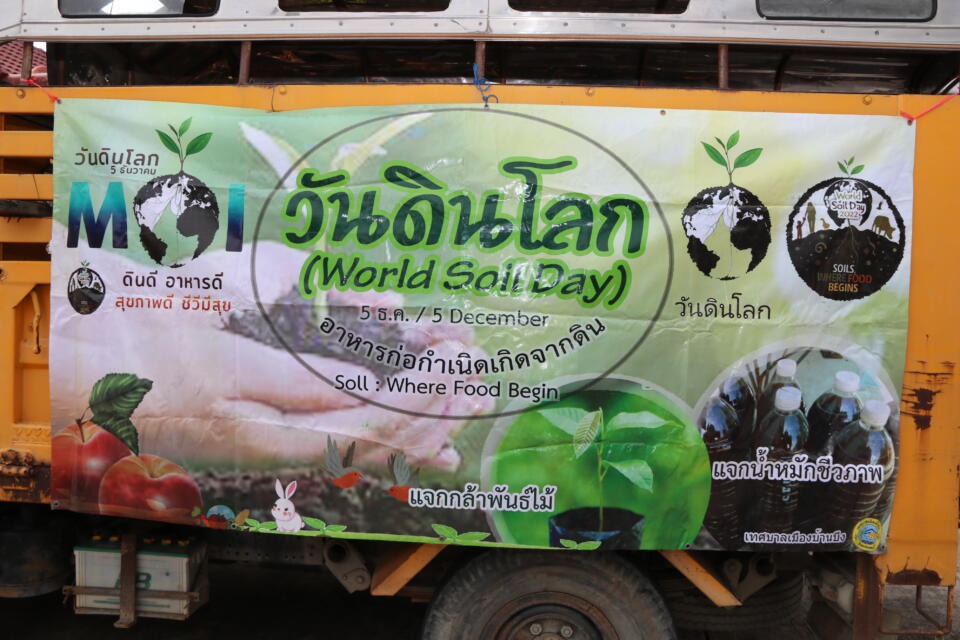 วันดินโลก
5 ธันวาคม
MOI
ดินดี อาหารดี
สุขภาพดี ชีวีมีสุข
วันดินโลก
(World Soil Day)
5 ธ.ค./ 5 December
อาหารก่อกำเนิดเกิดจากดิน
Soll : Where Food Begin
วันดินโลก
World
Soil Day
2022
SOILS,
WHERE FOOD
BEGINS
แจกกล้าพันธุ์ไม้
แจกน้ำหมักชีวภาพ
เทศบาลเมืองบ้านบึง